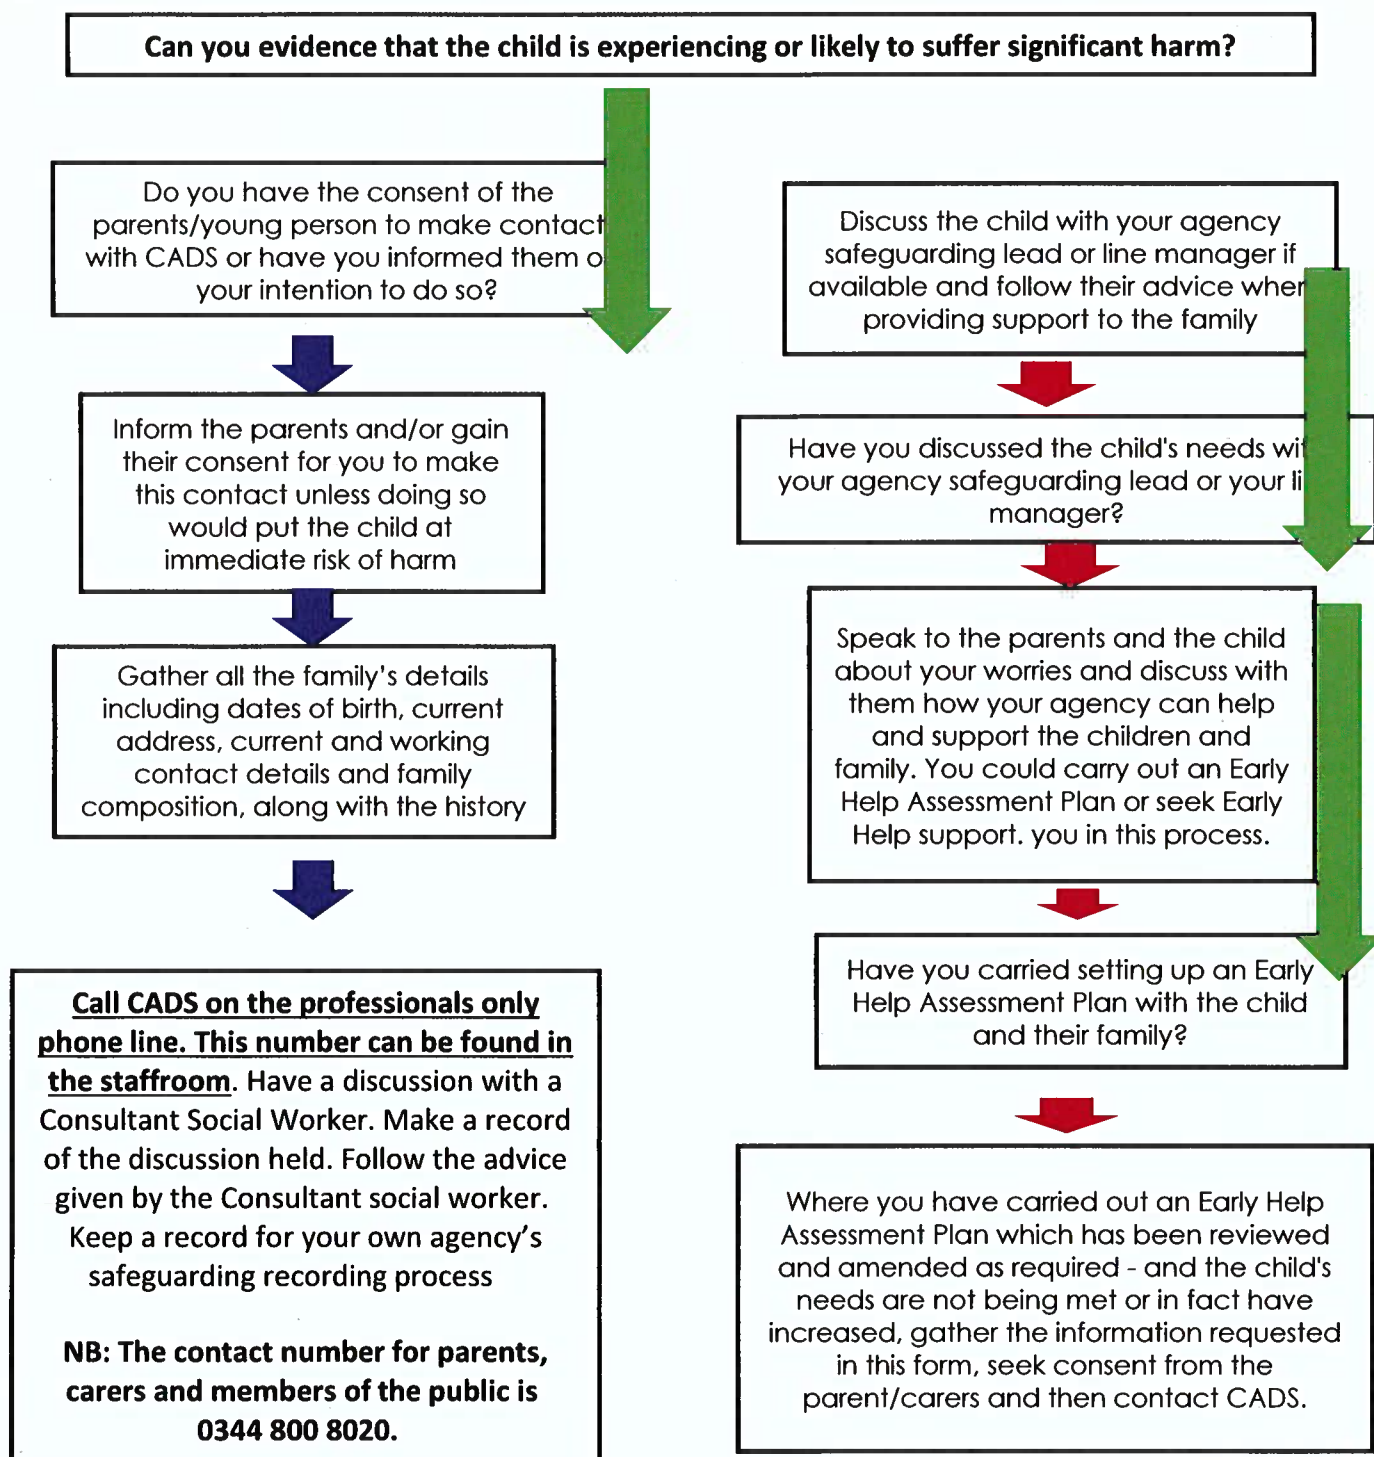 Can you evidence that the child is experiencing or likely to suffer significant harm?
Do you have the consent of the
parents/young person to make contact
with CADS or have you informed them o
your intention to do so?
Inform the parents and/or gain
their consent for you to make
this contact unless doing so
would put the child at
immediate risk of harm
Gather all the family's details
including dates of birth, current
address, current and working
contact details and family
composition, along with the history
Call CADS on the professionals only
phone line. This number can be found in
the staffroom. Have a discussion with a
Consultant Social Worker. Make a record
of the discussion held. Follow the advice
given by the Consultant social worker.
Keep a record for your own agency's
safeguarding recording process
NB: The contact number for parents,
carers and members of the public is
0344 800 8020.
Discuss the child with your agency
safeguarding lead or line manager if
available and follow their advice wher
providing support to the family
Have you discussed the child's needs wit
your agency safeguarding lead or your li
manager?
Speak to the parents and the child
about your worries and discuss with
them how your agency can help
and support the children and
family. You could carry out an Early
Help Assessment Plan or seek Early
Help support. you in this process.
Have you carried setting up an Early
Help Assessment Plan with the child
and their family?
Where you have carried out an Early Help
Assessment Plan which has been reviewed
and amended as required - and the child's
needs are not being met or in fact have
increased, gather the information requested
in this form, seek consent from the
parent/carers and then contact CADS.